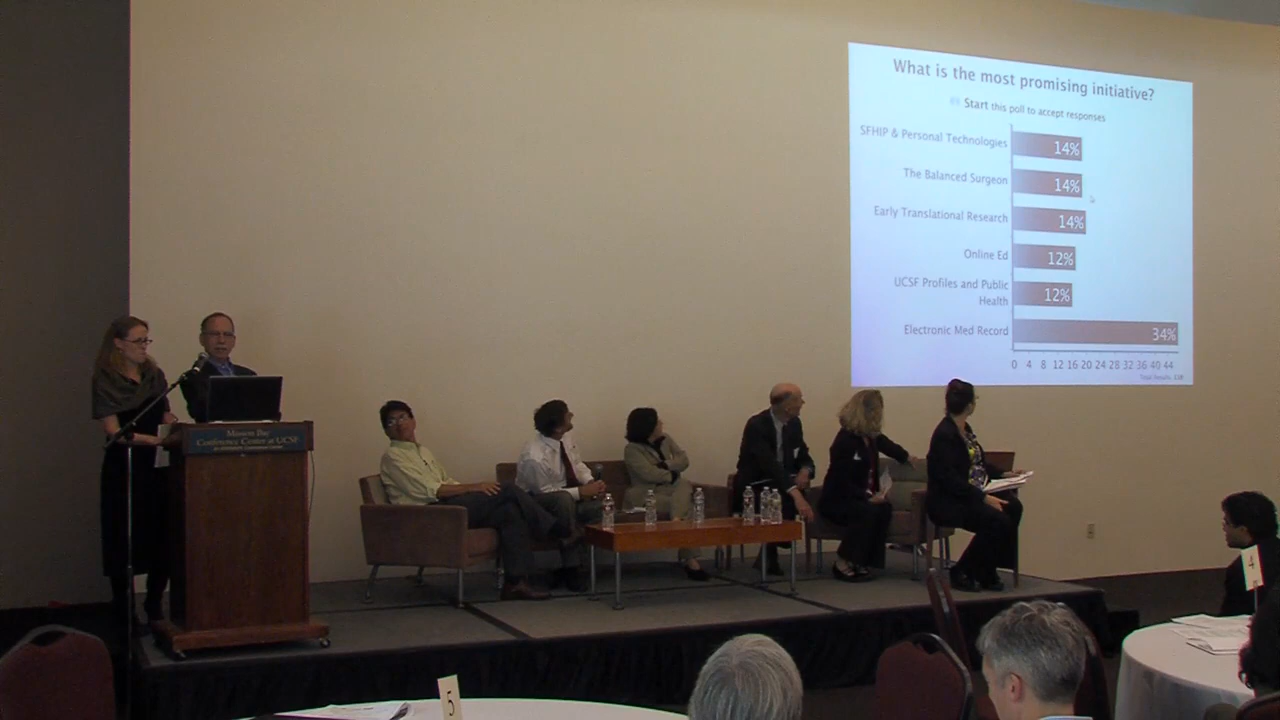 What is the most promising initiative?
Start this poll to accept responses
SFHIP & Personal Technologies 14%
The Balanced Surgeon 14%
Early Translational Research 14%
Online Ed 12%
UCSF Profiles and Public
Health 12%
Electronic Med Record 34%
0 4 8 12 16 20 24 28 32 36 40 44
Total Results:
Mission Bay
Conference Center at UCSF
4
5